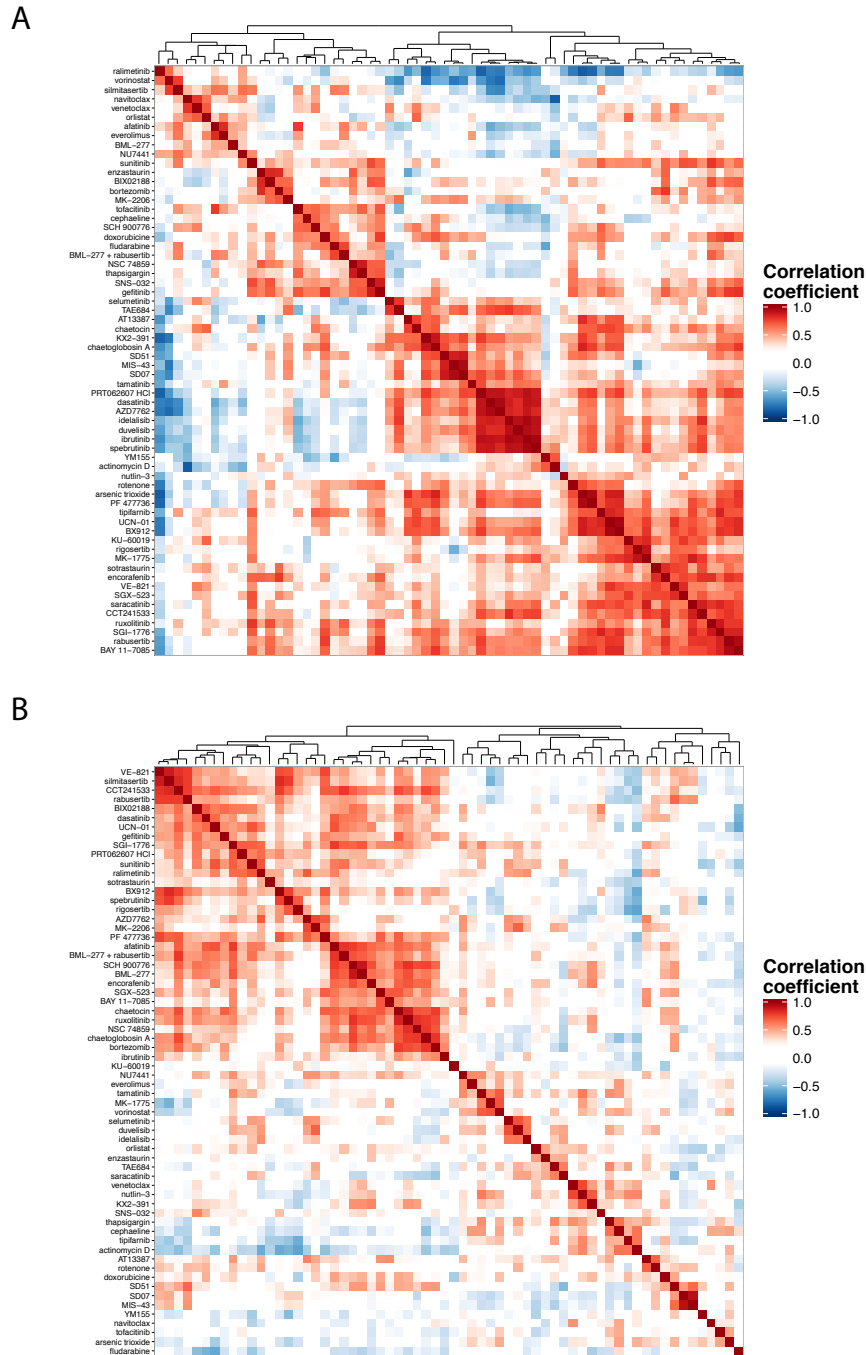 A
ralimetinib
vorinostat
silmitasertib
navitoclax
venetoclax
orlistat
afatinib
everolimus
BML−277
NU7441
sunitinib
enzastaurin
BIX02188
bortezomib
MK−2206
tofacitinib
cephaeline
SCH 900776
doxorubicine
fludarabine
BML−277 + rabusertib
NSC 74859
thapsigargin
SNS−032
gefitinib
selumetinib
TAE684
AT13387
chaetocin
KX2−391
chaetoglobosin A
SD51
MIS−43
SD07
tamatinib
PRT062607 HCl
dasatinib
AZD7762
idelalisib
duvelisib
ibrutinib
spebrutinib
YM155
actinomycin D
nutlin−3
rotenone
arsenic trioxide
PF 477736
tipifarnib
UCN−01
BX912
KU−60019
rigosertib
MK−1775
sotrastaurin
encorafenib
VE−821
SGX−523
saracatinib
CCT241533
ruxolitinib
SGI−1776
rabusertib
BAY 11−7085
Correlation
coefficient
1.0
0.5
0.0
−0.5
−1.0
B
VE−821
silmitasertib
CCT241533
rabusertib
BIX02188
dasatinib
UCN−01
gefitinib
SGI−1776
PRT062607 HCl
sunitinib
ralimetinib
sotrastaurin
BX912
spebrutinib
rigosertib
AZD7762
MK−2206
PF 477736
afatinib
BML−277 + rabusertib
SCH 900776
BML−277
encorafenib
SGX−523
BAY 11−7085
chaetocin
ruxolitinib
NSC 74859
chaetoglobosin A
bortezomib
ibrutinib
KU−60019
NU7441
everolimus
tamatinib
MK−1775
vorinostat
selumetinib
duvelisib
idelalisib
orlistat
enzastaurin
TAE684
saracatinib
venetoclax
nutlin−3
KX2−391
SNS−032
thapsigargin
cephaeline
tipifarnib
actinomycin D
AT13387
rotenone
doxorubicine
SD51
SD07
MIS−43
YM155
navitoclax
tofacitinib
arsenic trioxide
fludarabine
Correlation
coefficient
1.0
0.5
0.0
−0.5
−1.0